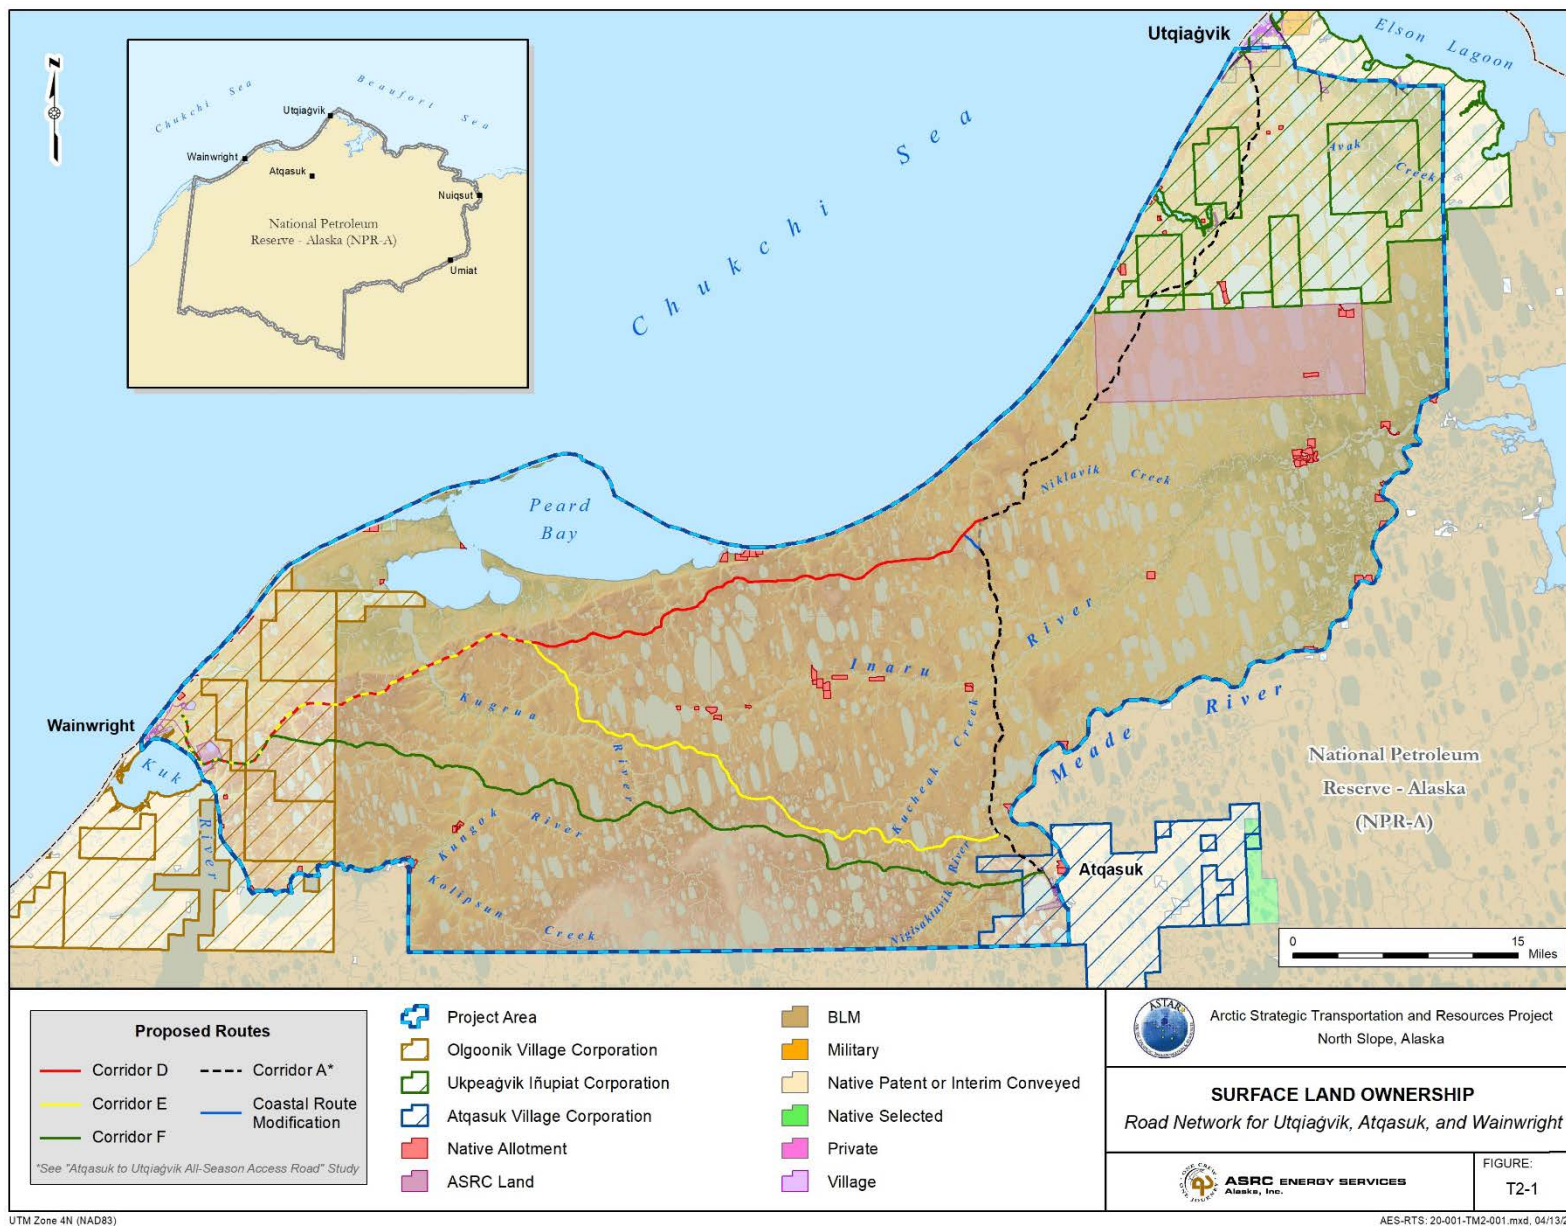 Utqiaġvik
Elson Lagoon
N
Chukchi Sea
Beaufort Sea
Utqiaġvik
Wainwright
Atqasuk
Nuiqsut
National Petroleum
Reserve - Alaska (NPR-A)
Umiat
Chukchi Sea
Avak
Creek
Niklavik Creek
Peard
Bay
River
Inaru
Kugrua
River
Kucheak Creek
Meade River
Wainwright
Kuk
River
National Petroleum
Reserve - Alaska
(NPR-A)
Kungok River
Kolipsun
Creek
Nigisaktuvik River
Atqasuk
0 15
Miles
Proposed Routes
Corridor D
Corridor E
Corridor F
Corridor A*
Coastal Route
Modification
*See "Atqasuk to Utqiaġvik All-Season Access Road" Study
Project Area
Olgoonik Village Corporation
Ukpeaġvik Iñupiat Corporation
Atqasuk Village Corporation
Native Allotment
ASRC Land
BLM
Military
Native Patent or Interim Conveyed
Native Selected
Private
Village
ASTAR
Arctic Strategic Transportation and Resources Project
North Slope, Alaska
SURFACE LAND OWNERSHIP
Road Network for Utqiaġvik, Atqasuk, and Wainwright
ONE CREW
ONE JOURNEY
ASRC ENERGY SERVICES
Alaska, Inc.
FIGURE:
T2-1
UTM Zone 4N (NAD83)
AES-RTS: 20-001-TM2-001.mxd, 04/13/2